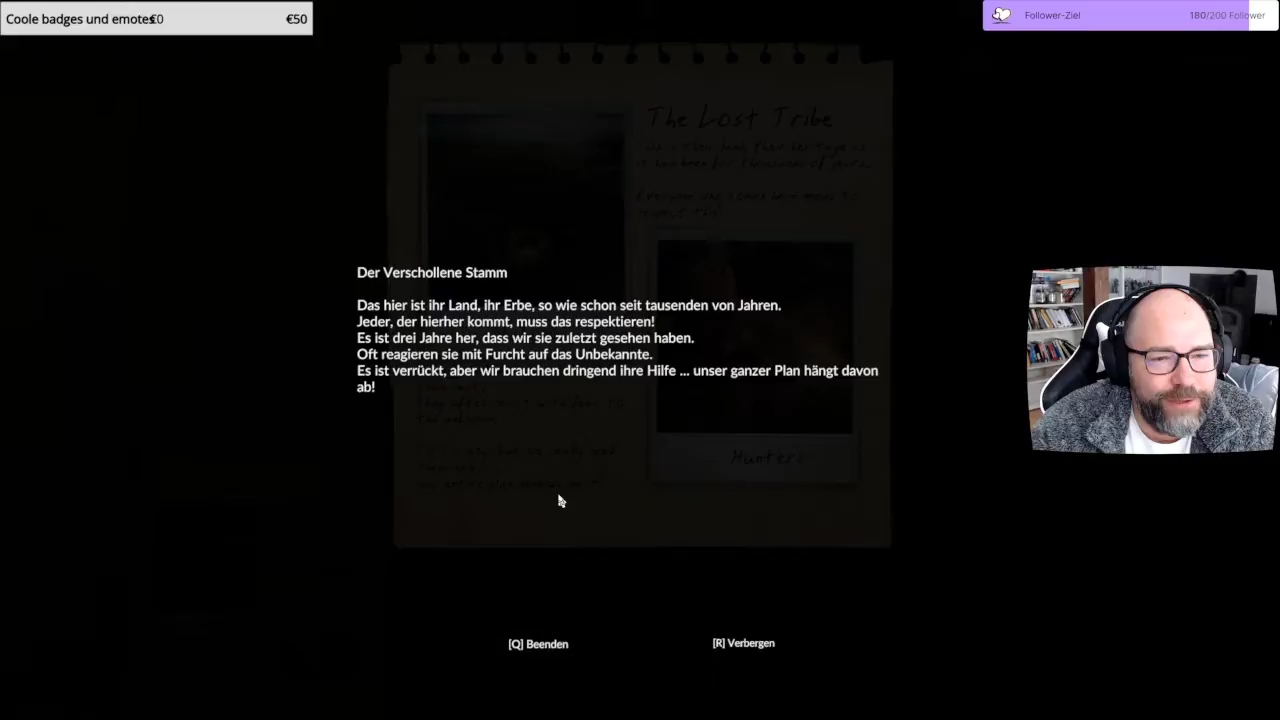 Coole badges und emotes€0 €50
Follower-Ziel 180/200 Follower
The Lost Tribe
Der Verschollene Stamm
Das hier ist ihr Land, ihr Erbe, so wie schon seit tausenden von Jahren.
Jeder, der hierher kommt, muss das respektieren!
Es ist drei Jahre her, dass wir sie zuletzt gesehen haben.
Oft reagieren sie mit Furcht auf das Unbekannte.
Es ist verrückt, aber wir brauchen dringend ihre Hilfe ... unser ganzer Plan hängt davon
ab!
Hunters
[Q] Beenden
[R] Verbergen